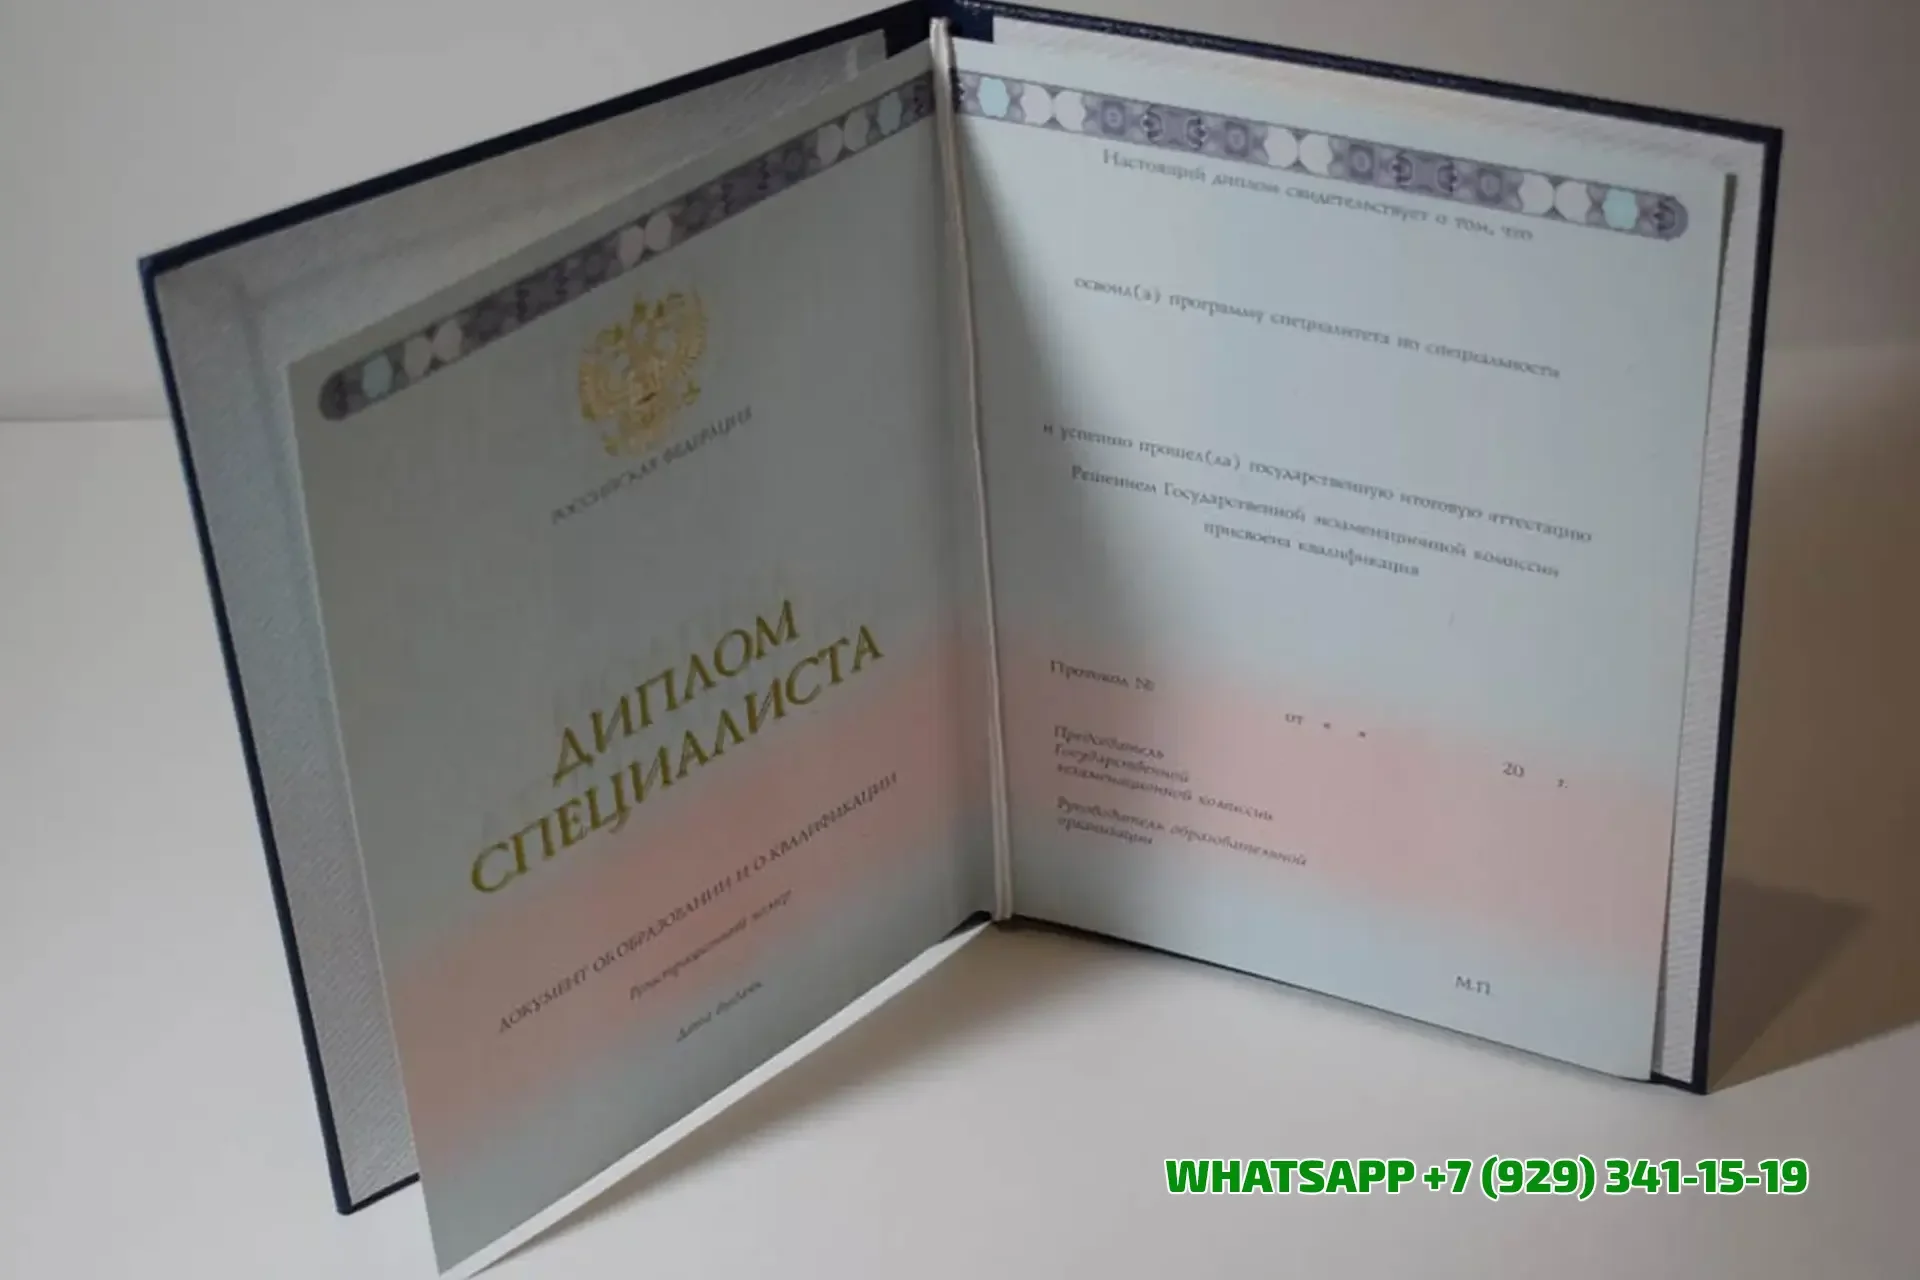 РОССИЙСКАЯ ФЕДЕРАЦИЯ
ДИПЛОМ
СПЕЦИАЛИСТА
ДОКУМЕНТ ОБ ОБРАЗОВАНИИ И О КВАЛИФИКАЦИИ
Регистрационный номер
Дата выдачи
Настоящий диплом свидетельствует о том, что
освоил(а) программу специалитета по специальности
и успешно прошел(ла) государственную итоговую аттестацию
Решением Государственной экзаменационной комиссии
присвоена квалификация
Протокол №
от « »
20 г.
Председатель
Государственной
экзаменационной комиссии
Руководитель образовательной
организации
М.П.
WHATSAPP +7 (929) 341-15-19